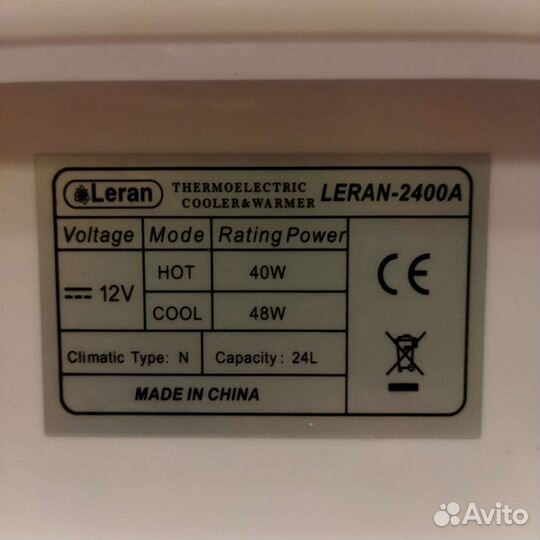 Leran THERMOELECTRIC COOLER&WARMER LERAN-2400A
Voltage Mode Rating Power
12V
HOT 40W
COOL 48W
Climatic Type: N Capacity: 24L
MADE IN CHINA
CE
Avito